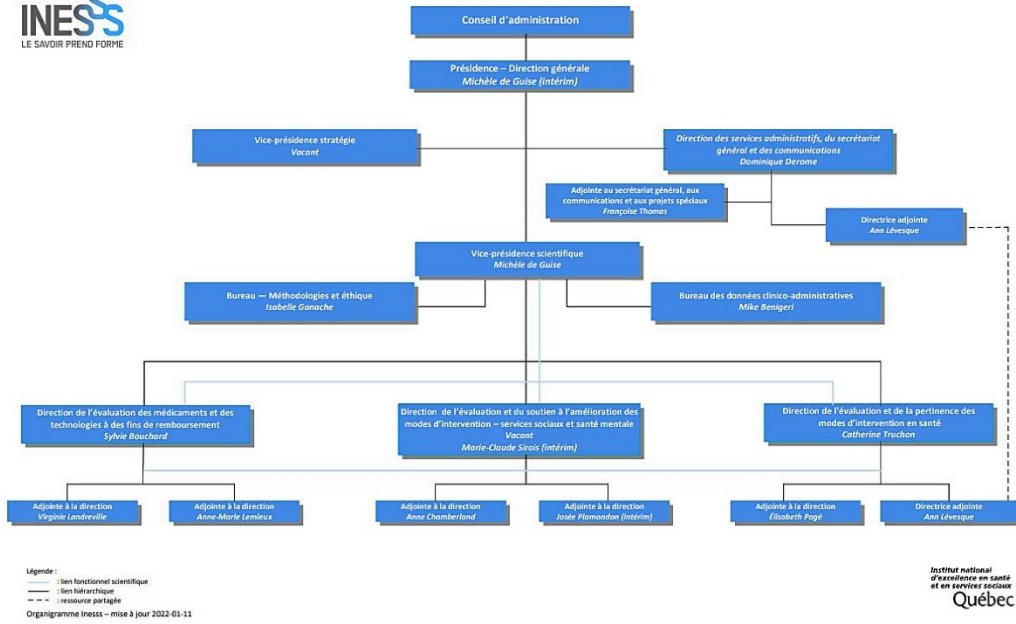 INESSS
LE SAVOIR PREND FORME
Conseil d'administration
Présidence – Direction générale
Michèle de Guise (intérim)
Vice-présidence stratégie
Vacant
Direction des services administratifs, du secrétariat
général et des communications
Dominique Derome
Adjointe au secrétariat général, aux
communications et aux projets spéciaux
Françoise Thomas
Directrice adjointe
Ann Lévesque
Vice-présidence scientifique
Michèle de Guise
Bureau — Méthodologies et éthique
Isabelle Ganache
Bureau des données clinico-administratives
Mike Benigeri
Direction de l'évaluation des médicaments et des
technologies à des fins de remboursement
Sylvie Bouchard
Direction de l'évaluation et du soutien à l'amélioration des
modes d'intervention – services sociaux et santé mentale
Vacant
Marie-Claude Sirois (intérim)
Direction de l'évaluation et de la pertinence des
modes d'intervention en santé
Catherine Truchon
Adjointe à la direction
Virginie Landreville
Adjointe à la direction
Anne-Marie Lemieux
Adjointe à la direction
Anne Chamberland
Adjointe à la direction
Josée Plamondon (intérim)
Adjointe à la direction
Élisabeth Pagé
Directrice adjointe
Ann Lévesque
Légende :
: lien fonctionnel scientifique
: lien hiérarchique
: ressource partagée
Organigramme Inesss – mise à jour 2022-01-11
Institut national
d'excellence en santé
et en services sociaux
Québec